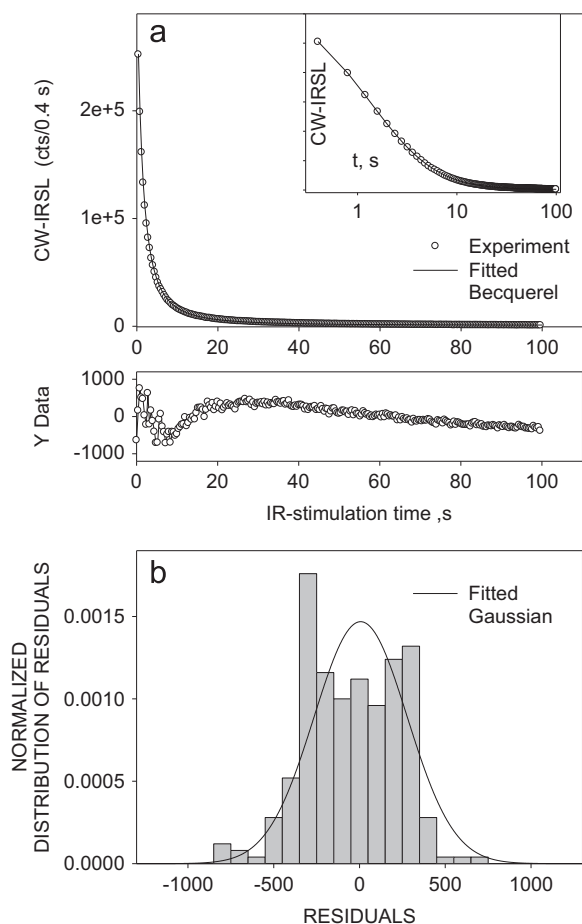 a
CW-IRSL (cts/0.4 s)
2e+5
1e+5
0
CW-IRSL
t, s
1
10
100
Experiment
Fitted
Becquerel
0
20
40
60
80
100
Y Data
1000
0
-1000
0
20
40
60
80
100
IR-stimulation time ,s
b
NORMALIZED
DISTRIBUTION OF RESIDUALS
0.0015
0.0010
0.0005
0.0000
Fitted
Gaussian
-1000
-500
0
500
1000
RESIDUALS